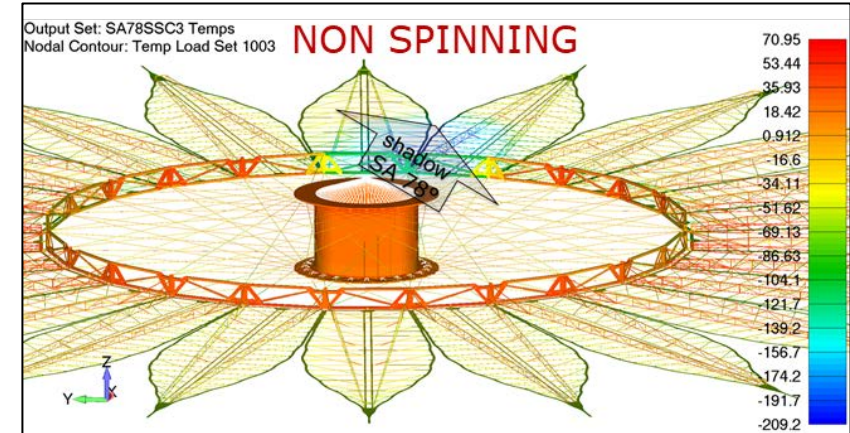 Output Set: SA78SSC3 Temps
Nodal Contour: Temp Load Set 1003
NON SPINNING
shadow
SA 78°
70.95
53.44
35.93
18.42
0.912
-16.6
-34.11
-51.62
-69.13
-86.63
-104.1
-121.7
-139.2
-156.7
-174.2
-191.7
-209.2
Z
Y
X